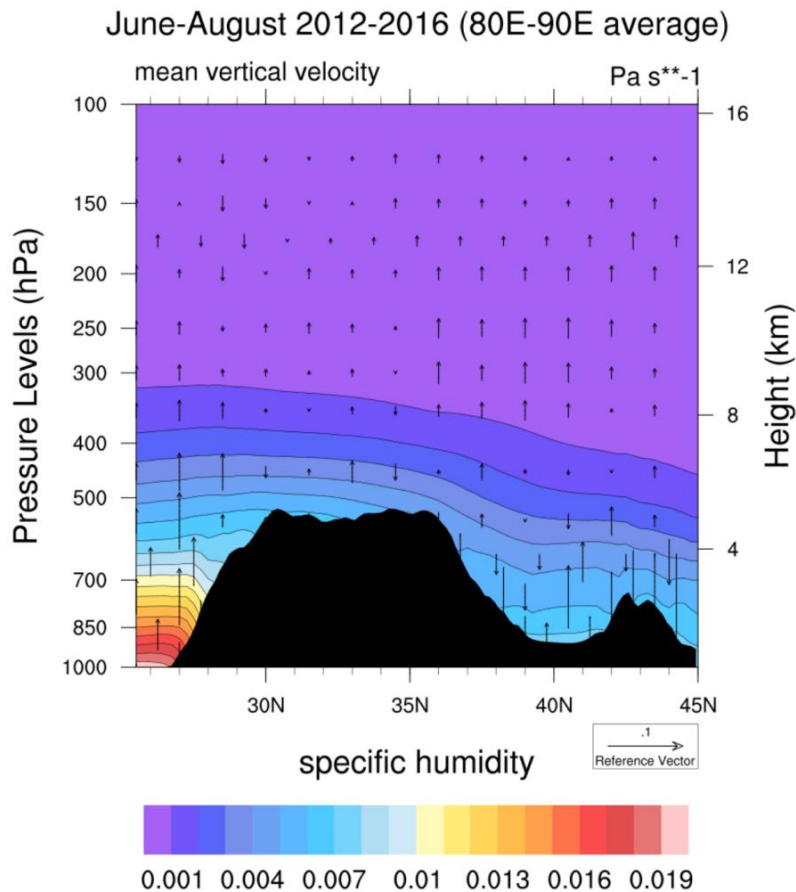 June-August 2012-2016 (80E-90E average)
mean vertical velocity
Pa s**-1
Pressure Levels (hPa)
100
150
200
250
300
400
500
700
850
1000
16
12
8
4
Height (km)
30N
35N
40N
45N
.1
Reference Vector
specific humidity
0.001
0.004
0.007
0.01
0.013
0.016
0.019